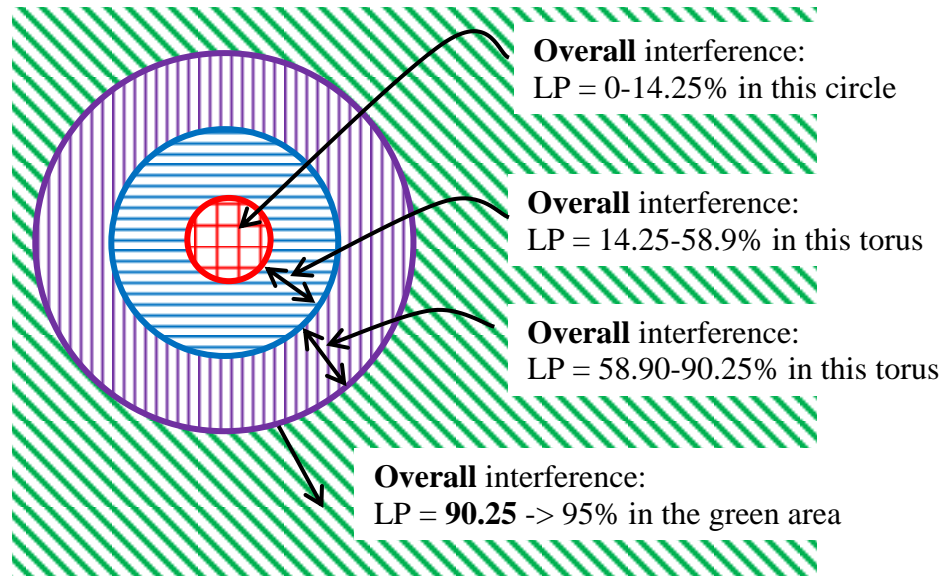 Overall interference:
LP = 0-14.25% in this circle
Overall interference:
LP = 14.25-58.9% in this torus
Overall interference:
LP = 58.90-90.25% in this torus
Overall interference:
LP = 90.25 -> 95% in the green area